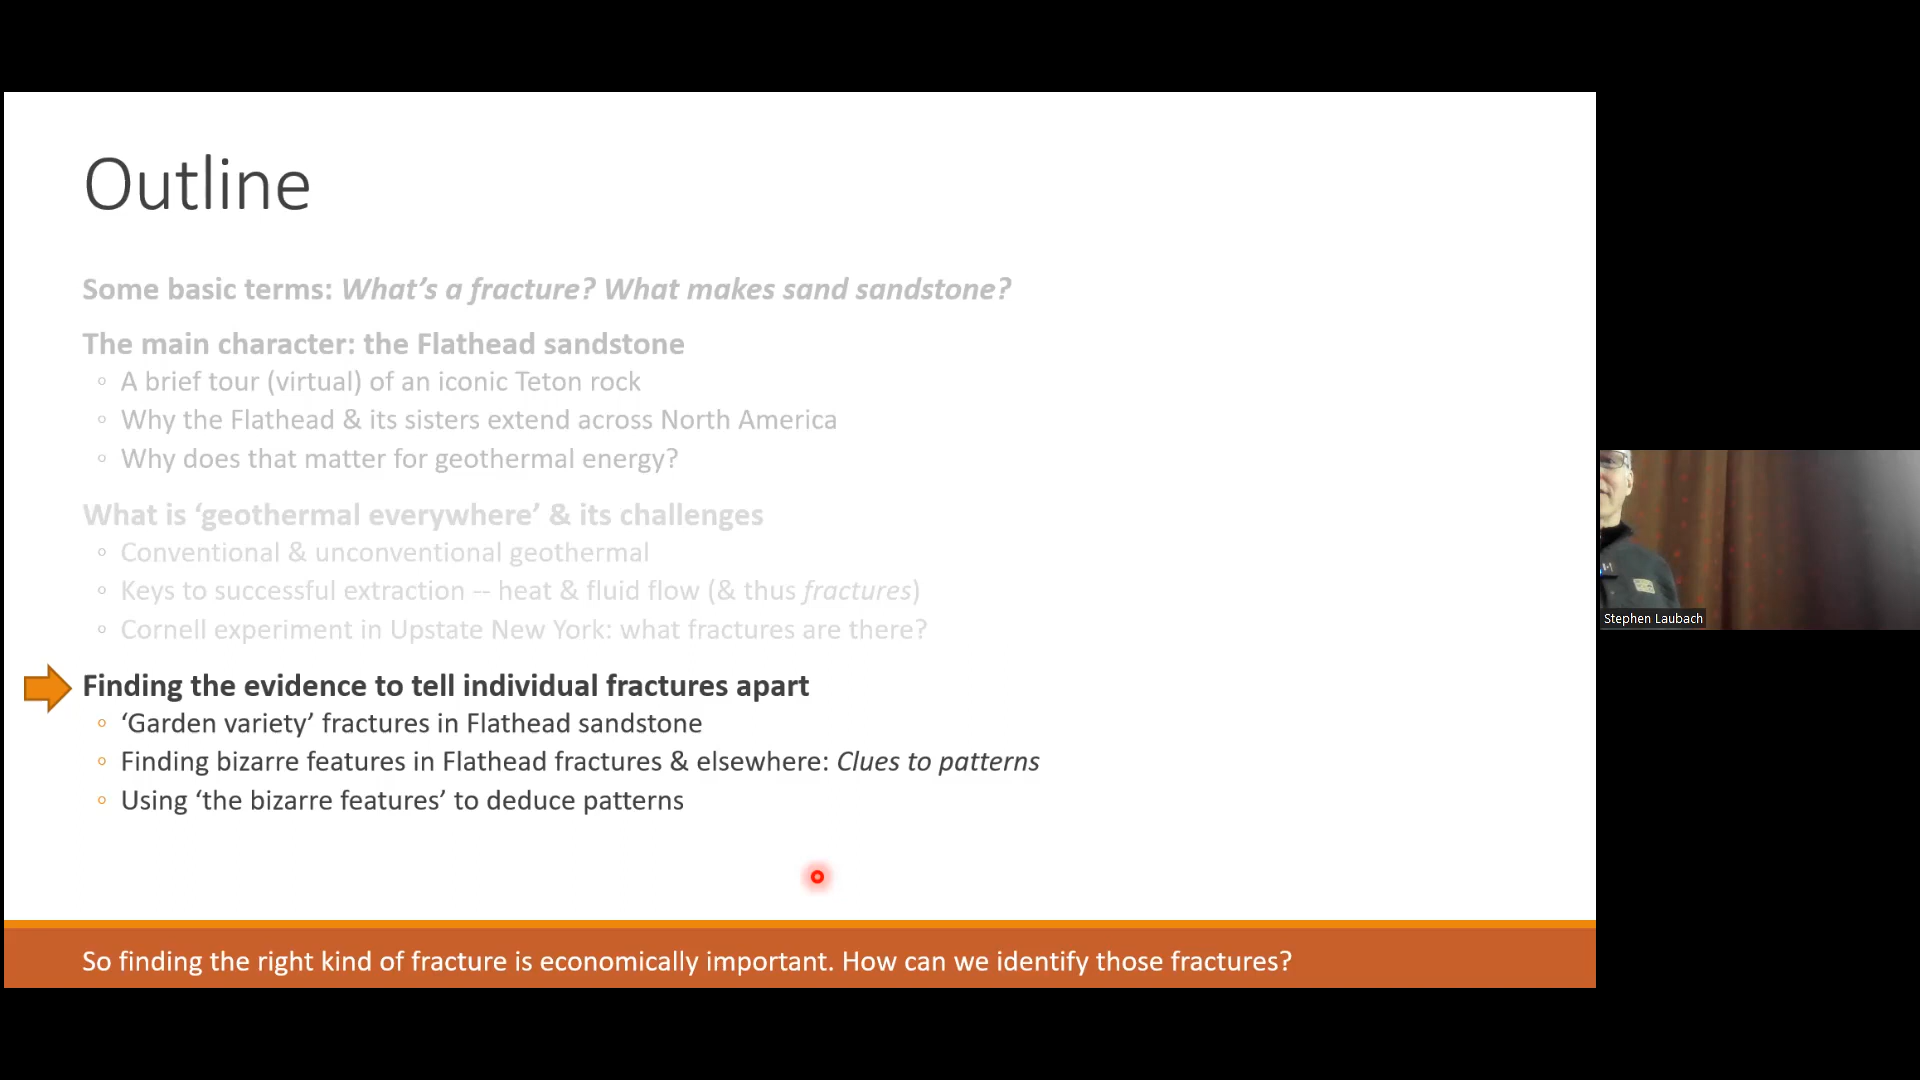 Outline
Some basic terms: What’s a fracture? What makes sand sandstone?
The main character: the Flathead sandstone
◦ A brief tour (virtual) of an iconic Teton rock
◦ Why the Flathead & its sisters extend across North America
◦ Why does that matter for geothermal energy?
What is ‘geothermal everywhere’ & its challenges
◦ Conventional & unconventional geothermal
◦ Keys to successful extraction -- heat & fluid flow (& thus fractures)
◦ Cornell experiment in Upstate New York: what fractures are there?
Finding the evidence to tell individual fractures apart
◦ ‘Garden variety’ fractures in Flathead sandstone
◦ Finding bizarre features in Flathead fractures & elsewhere: Clues to patterns
◦ Using ‘the bizarre features’ to deduce patterns
So finding the right kind of fracture is economically important. How can we identify those fractures?
Stephen Laubach